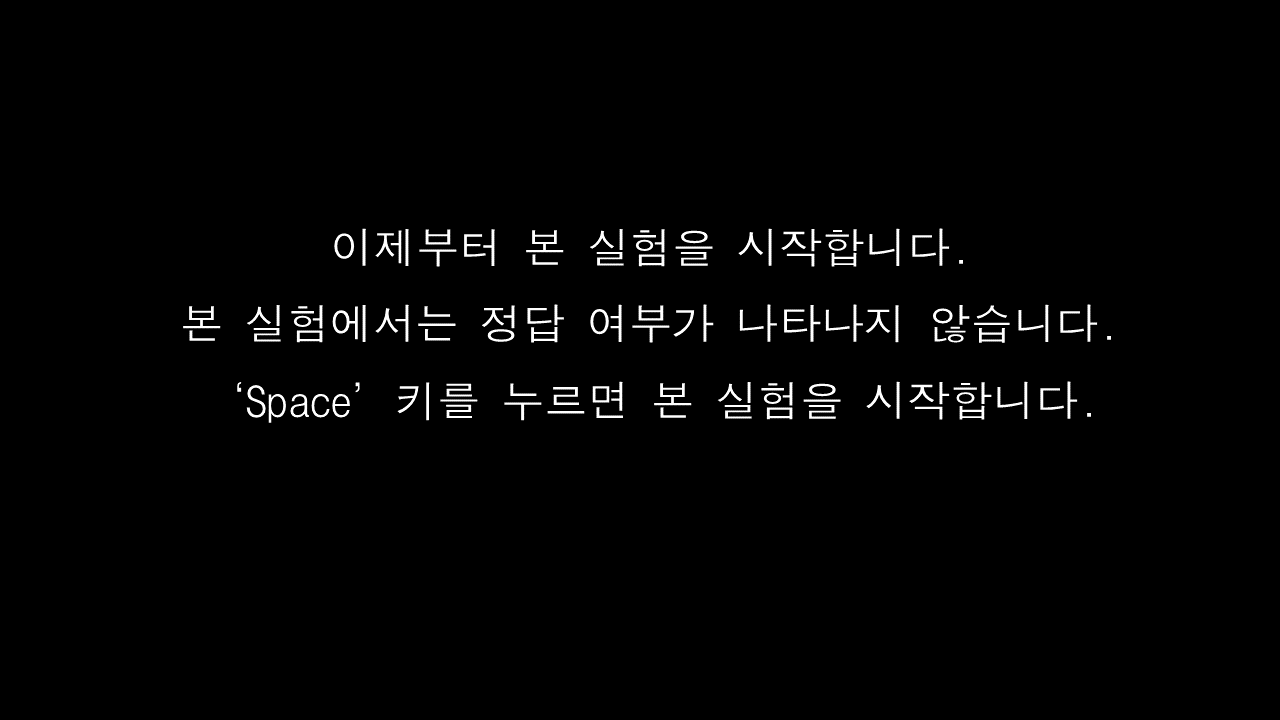 이제부터 본 실험을 시작합니다.
본 실험에서는 정답 여부가 나타나지 않습니다.
‘Space’ 키를 누르면 본 실험을 시작합니다.